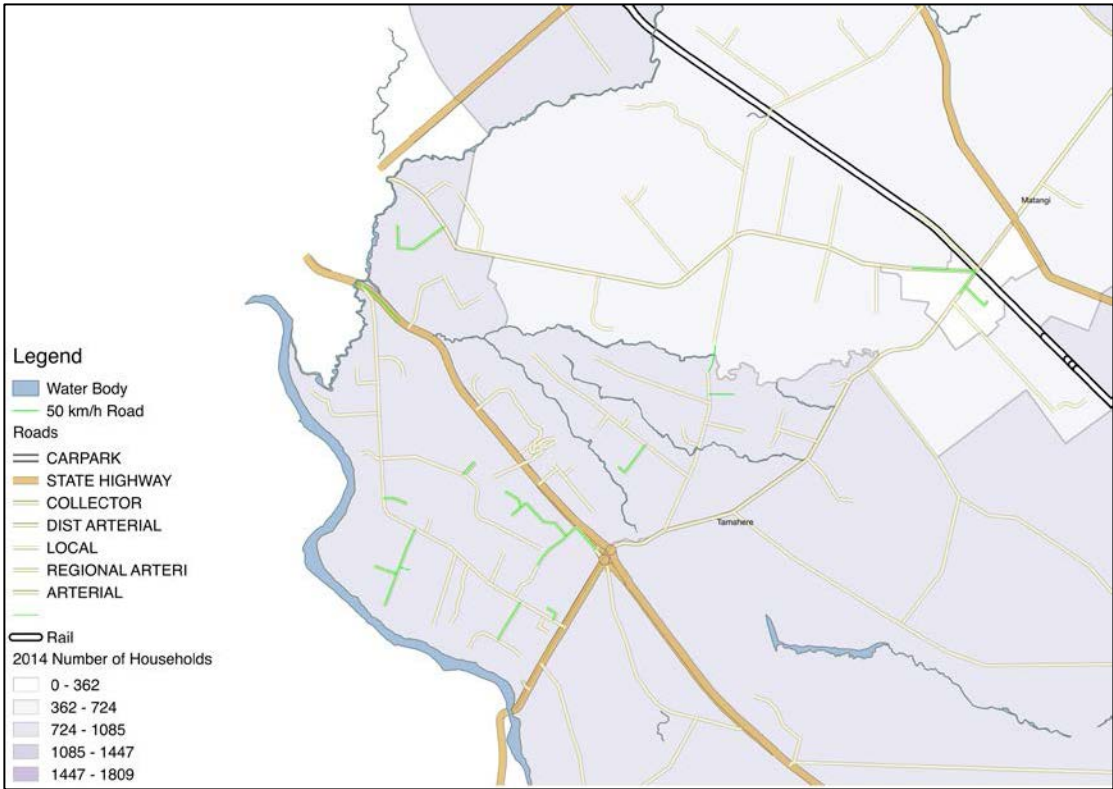 Matangi
Tamahere
Legend
Water Body
50 km/h Road
Roads
CARPARK
STATE HIGHWAY
COLLECTOR
DIST ARTERIAL
LOCAL
REGIONAL ARTERI
ARTERIAL
Rail
2014 Number of Households
0 - 362
362 - 724
724 - 1085
1085 - 1447
1447 - 1809